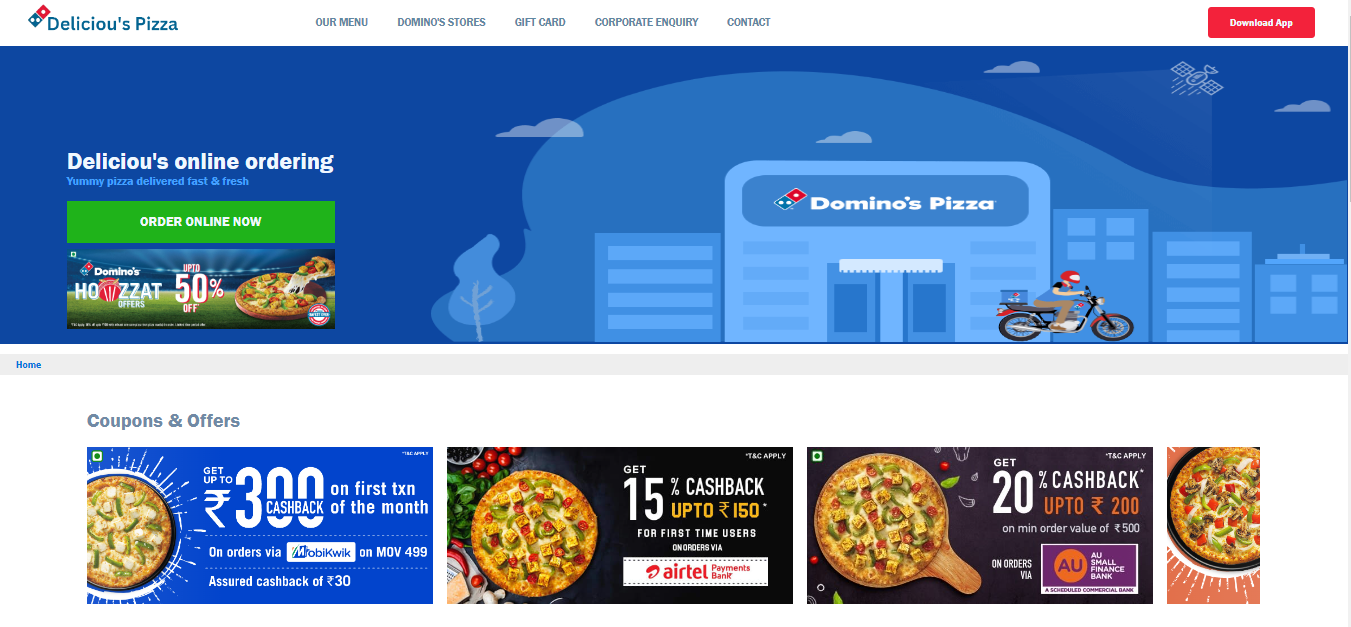 Deliciou's Pizza
OUR MENU
DOMINO'S STORES
GIFT CARD
CORPORATE ENQUIRY
CONTACT
Download App
Domino's Pizza
Deliciou's online ordering
Yummy pizza delivered fast & fresh
ORDER ONLINE NOW
Domino's
UPTO
50%
OFF*
OFFERS
Home
Coupons & Offers
*T&C APPLY
GET
UP TO
₹300
CASHBACK
on first txn
of the month
On orders via MobiKwik on MOV 499
Assured cashback of ₹30
*T&C APPLY
GET
15% CASHBACK
UPTO ₹150*
FOR FIRST TIME USERS
ON ORDERS VIA
airtel Payments
Bank
*T&C APPLY
GET
20% CASHBACK*
UPTO ₹ 200
on min order value of ₹500
ON ORDERS
VIA
AU
AU
SMALL
FINANCE
BANK
A SCHEDULED COMMERCIAL BANK